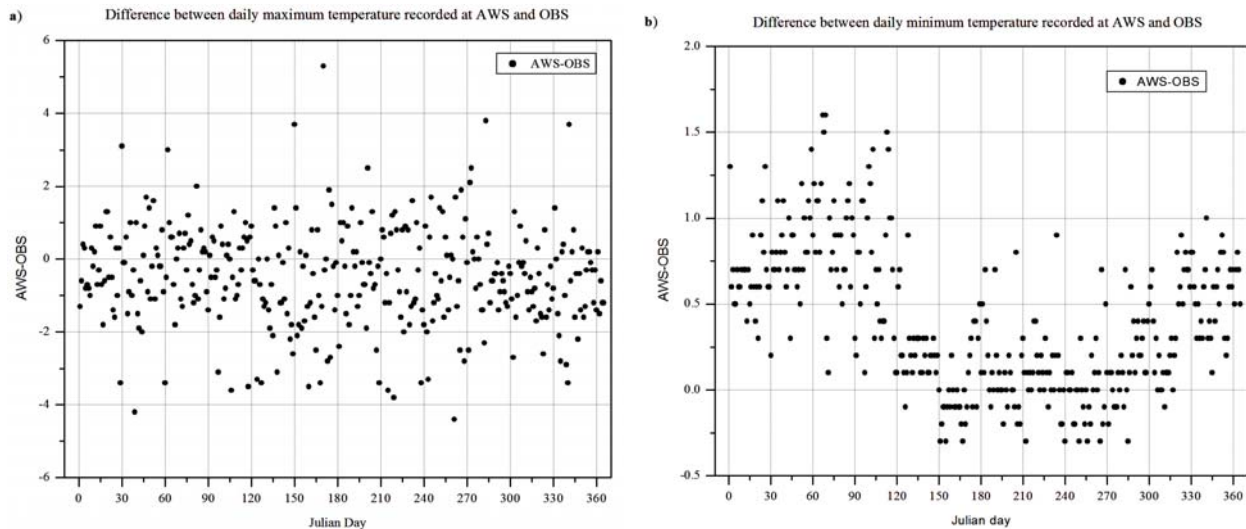 a)
Difference between daily maximum temperature recorded at AWS and OBS
6
4
2
0
-2
-4
-6
AWS-OBS
AWS-OBS
0 30 60 90 120 150 180 210 240 270 300 330 360
Julian Day
b)
Difference between daily minimum temperature recorded at AWS and OBS
2.0
1.5
1.0
0.5
0.0
-0.5
AWS-OBS
AWS-OBS
0 30 60 90 120 150 180 210 240 270 300 330 360
Julian day